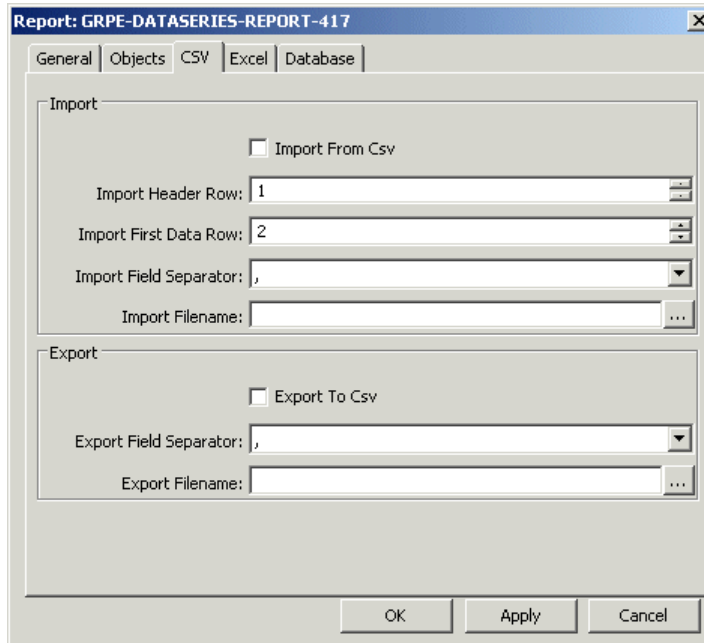 Report: GRPE-DATASERIES-REPORT-417
General Objects CSV Excel Database
Import
Import From Csv
Import Header Row: 1
Import First Data Row: 2
Import Field Separator: ,
Import Filename: ...
Export
Export To Csv
Export Field Separator: ,
Export Filename: ...
OK Apply Cancel